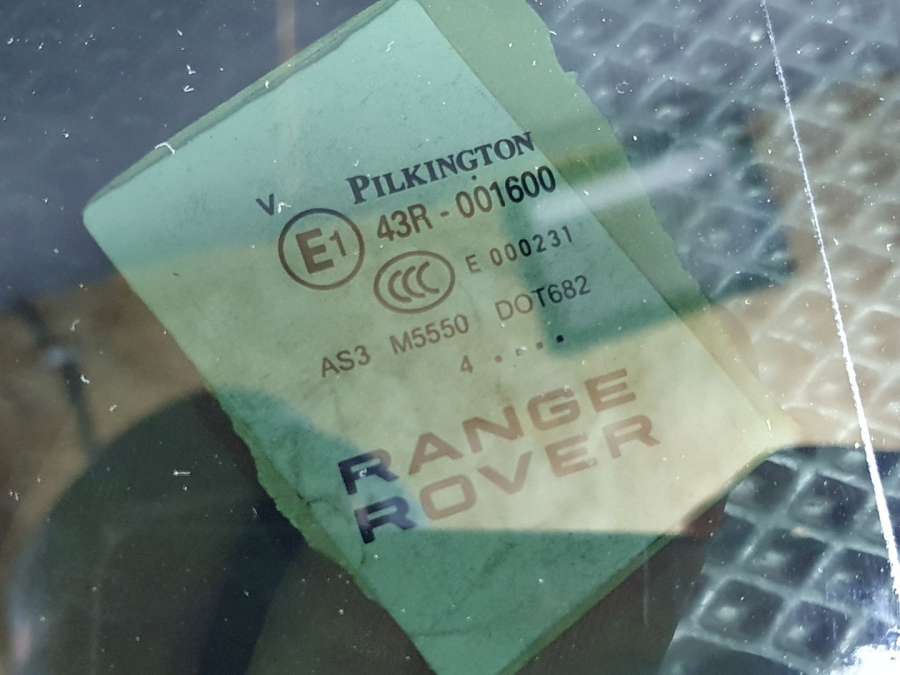 PILKINGTON
V
E1 43R - 001600
CCC E 000231
AS3 M5550 DOT682
4 . . . .
RANGE
ROVER